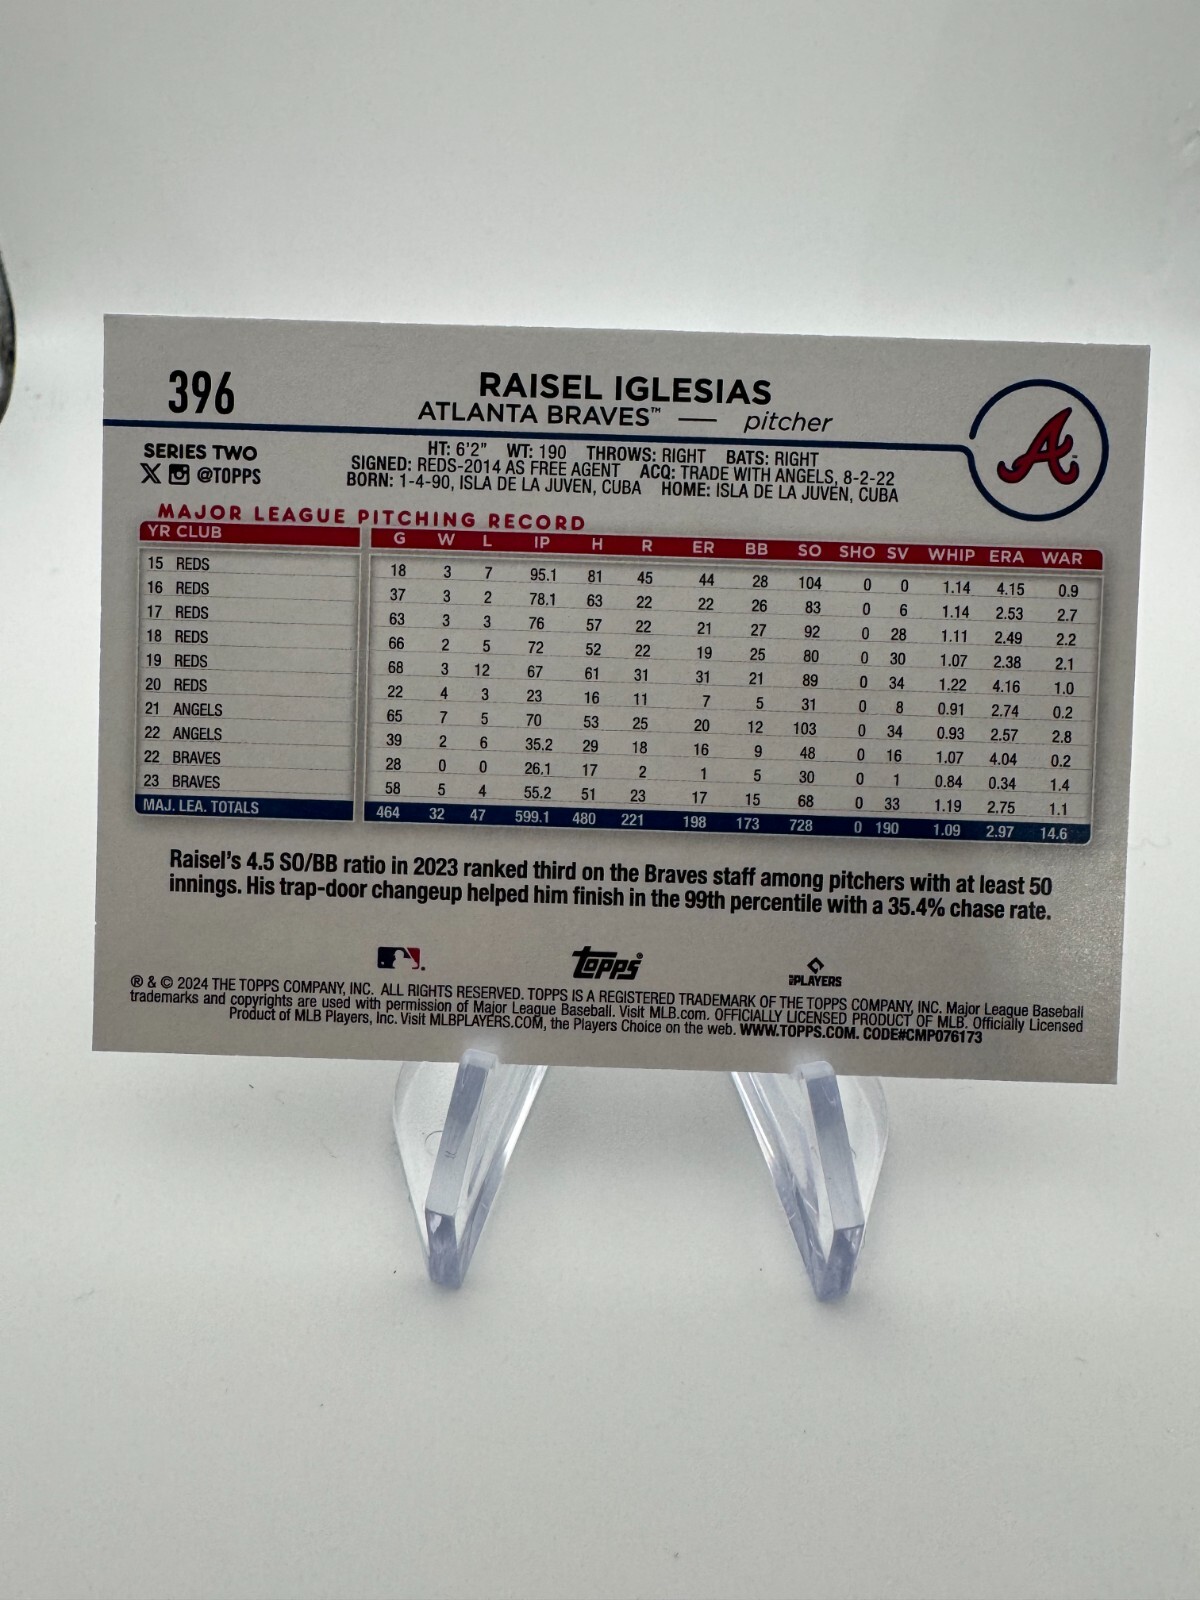 396
RAISEL IGLESIAS
ATLANTA BRAVES™ — pitcher
A
SERIES TWO
X @TOPPS
HT: 6'2" WT: 190 THROWS: RIGHT BATS: RIGHT
SIGNED: REDS-2014 AS FREE AGENT ACQ: TRADE WITH ANGELS, 8-2-22
BORN: 1-4-90, ISLA DE LA JUVEN, CUBA HOME: ISLA DE LA JUVEN, CUBA
MAJOR LEAGUE PITCHING RECORD
YR CLUB G W L IP H R ER BB SO SHO SV WHIP ERA WAR
15 REDS 18 3 7 95.1 81 45 44 28 104 0 0 1.14 4.15 0.9
16 REDS 37 3 2 78.1 63 22 22 26 83 0 6 1.14 2.53 2.7
17 REDS 63 3 3 76 57 22 21 27 92 0 28 1.11 2.49 2.2
18 REDS 66 2 5 72 52 22 19 25 80 0 30 1.07 2.38 2.1
19 REDS 68 3 12 67 61 31 31 21 89 0 34 1.22 4.16 1.0
20 REDS 22 4 3 23 16 11 7 5 31 0 8 0.91 2.74 0.2
21 ANGELS 65 7 5 70 53 25 20 12 103 0 34 0.93 2.57 2.8
22 ANGELS 39 2 6 35.2 29 18 16 9 48 0 16 1.07 4.04 0.2
22 BRAVES 28 0 0 26.1 17 2 1 5 30 0 1 0.84 0.34 1.4
23 BRAVES 58 5 4 55.2 51 23 17 15 68 0 33 1.19 2.75 1.1
MAJ. LEA. TOTALS 464 32 47 599.1 480 221 198 173 728 0 190 1.09 2.97 14.6
Raisel's 4.5 SO/BB ratio in 2023 ranked third on the Braves staff among pitchers with at least 50
innings. His trap-door changeup helped him finish in the 99th percentile with a 35.4% chase rate.
Topps®
PLAYERS
® & © 2024 THE TOPPS COMPANY, INC. ALL RIGHTS RESERVED. TOPPS IS A REGISTERED TRADEMARK OF THE TOPPS COMPANY, INC. Major League Baseball
trademarks and copyrights are used with permission of Major League Baseball. Visit MLB.com. OFFICIALLY LICENSED PRODUCT OF MLB. Officially Licensed
Product of MLB Players, Inc. Visit MLBPLAYERS.COM, the Players Choice on the web. WWW.TOPPS.COM. CODE#CMP076173